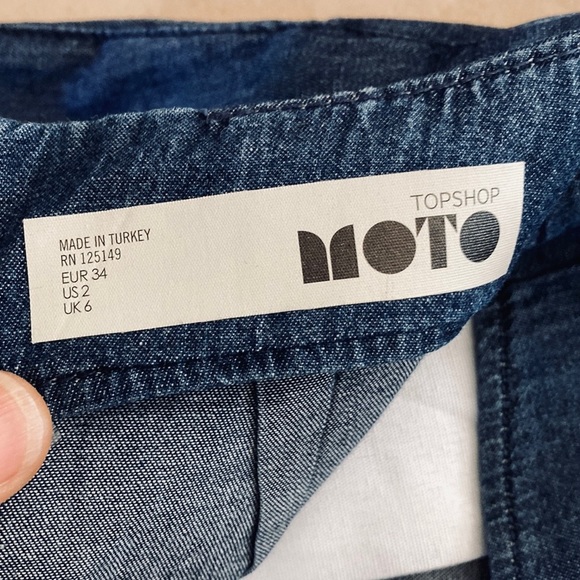 TOPSHOP
MOTO
MADE IN TURKEY
RN 125149
EUR 34
US 2
UK 6